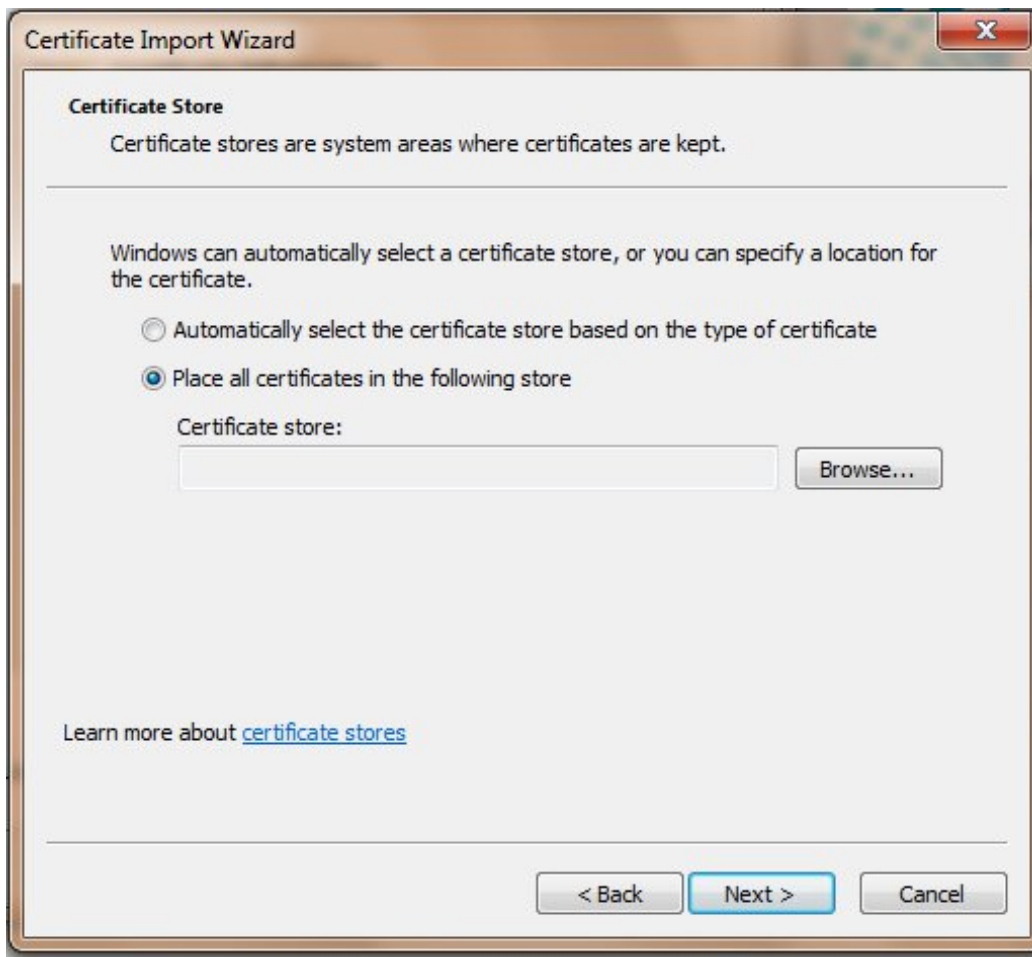 Certificate Import Wizard
X
Certificate Store
Certificate stores are system areas where certificates are kept.
Windows can automatically select a certificate store, or you can specify a location for
the certificate.
Automatically select the certificate store based on the type of certificate
Place all certificates in the following store
Certificate store:
Browse...
Learn more about certificate stores
< Back Next > Cancel